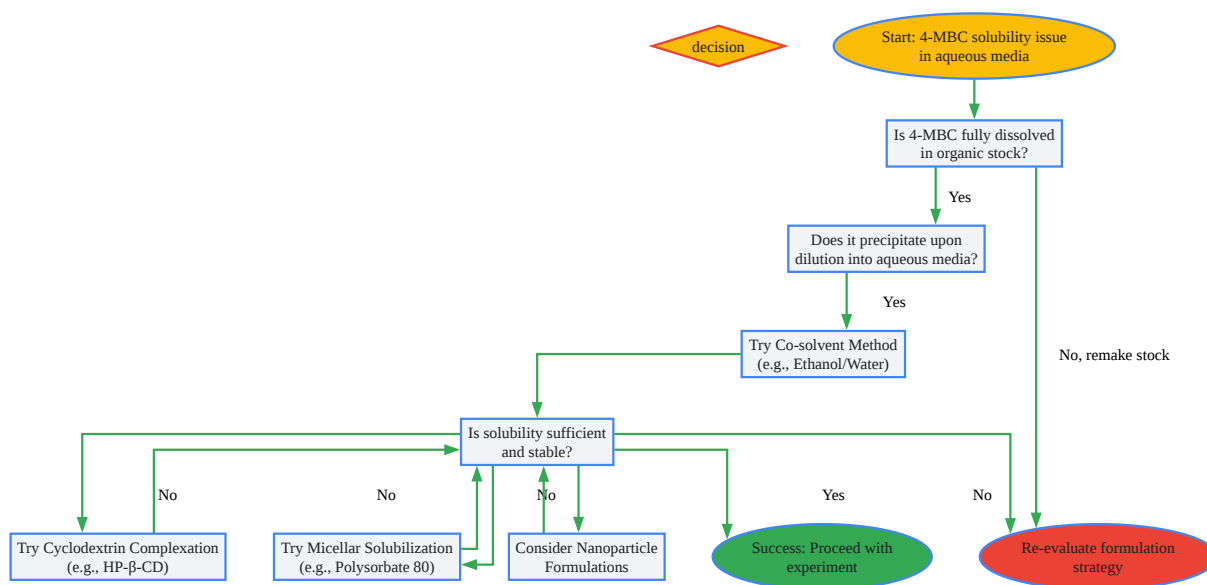 decision
Start: 4-MBC solubility issue
in aqueous media
Is 4-MBC fully dissolved
in organic stock?
Yes
Does it precipitate upon
dilution into aqueous media?
Yes
Try Co-solvent Method
(e.g., Ethanol/Water)
No, remake stock
Is solubility sufficient
and stable?
No
No
No
Yes
No
Try Cyclodextrin Complexation
(e.g., HP-β-CD)
Try Micellar Solubilization
(e.g., Polysorbate 80)
Consider Nanoparticle
Formulations
Success: Proceed with
experiment
Re-evaluate formulation
strategy